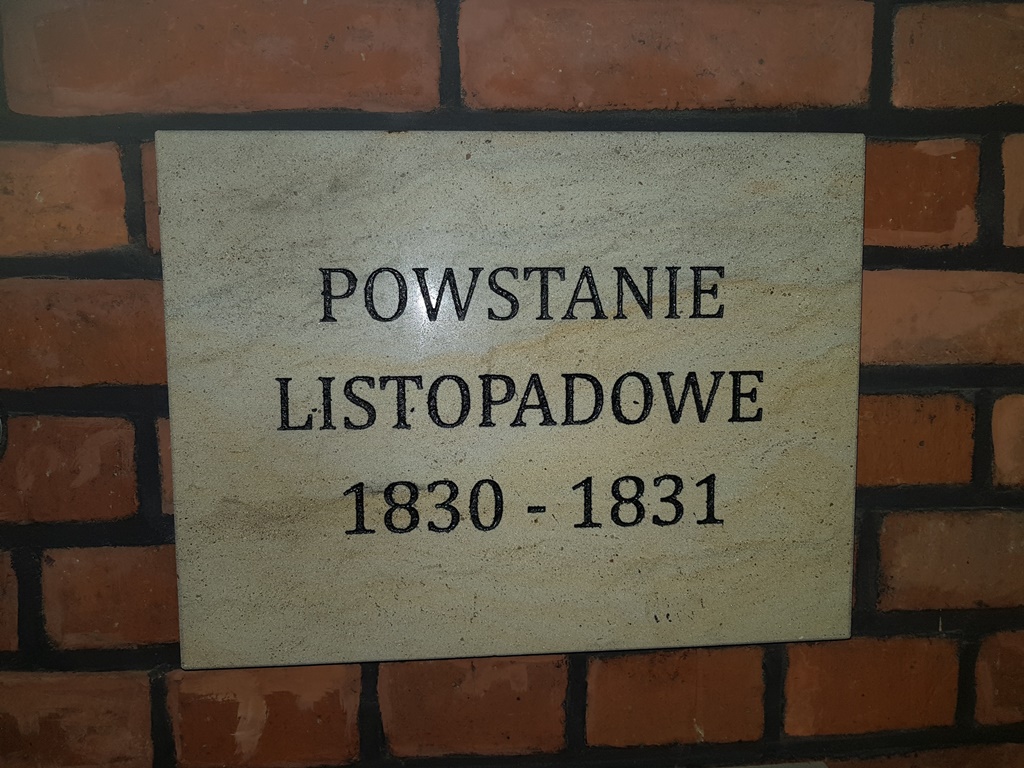 POWSTANIE
LISTOPADOWE
1830 - 1831